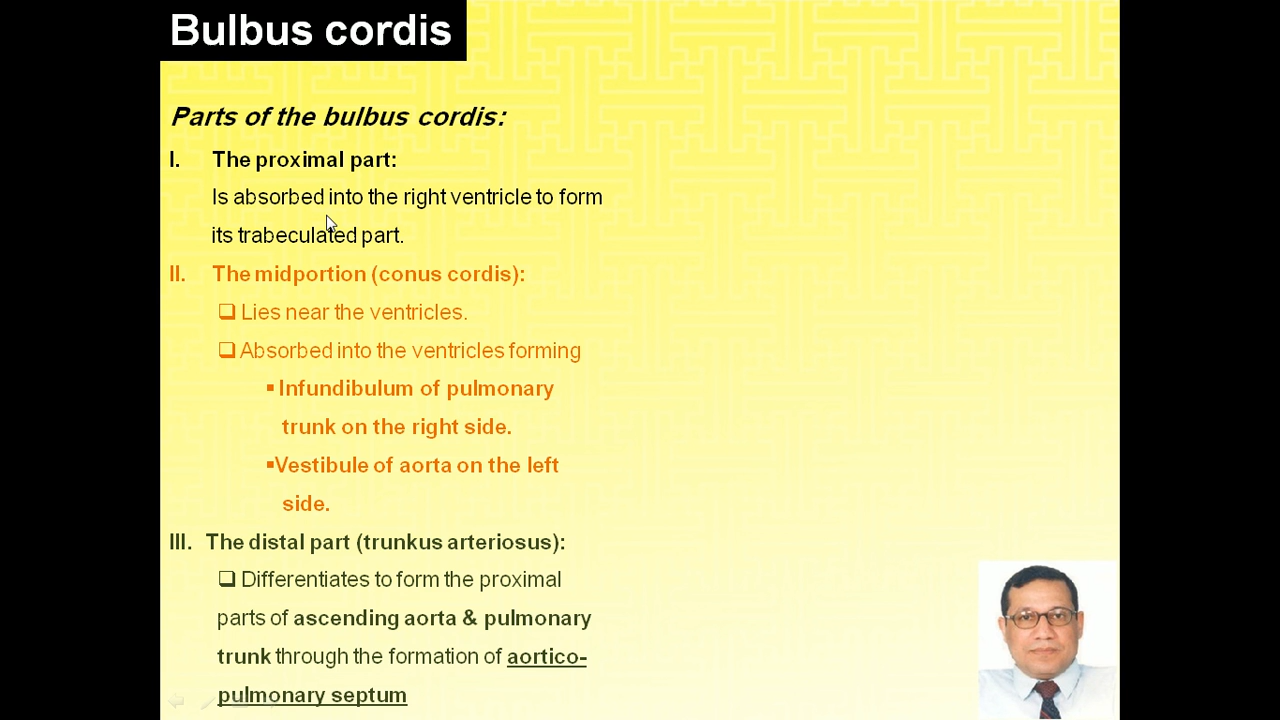 Bulbus cordis
Parts of the bulbus cordis:
I. The proximal part:
Is absorbed into the right ventricle to form
its trabeculated part.
II. The midportion (conus cordis):
❑ Lies near the ventricles.
❑ Absorbed into the ventricles forming
▪ Infundibulum of pulmonary
trunk on the right side.
▪Vestibule of aorta on the left
side.
III. The distal part (trunkus arteriosus):
❑ Differentiates to form the proximal
parts of ascending aorta & pulmonary
trunk through the formation of aortico-
pulmonary septum